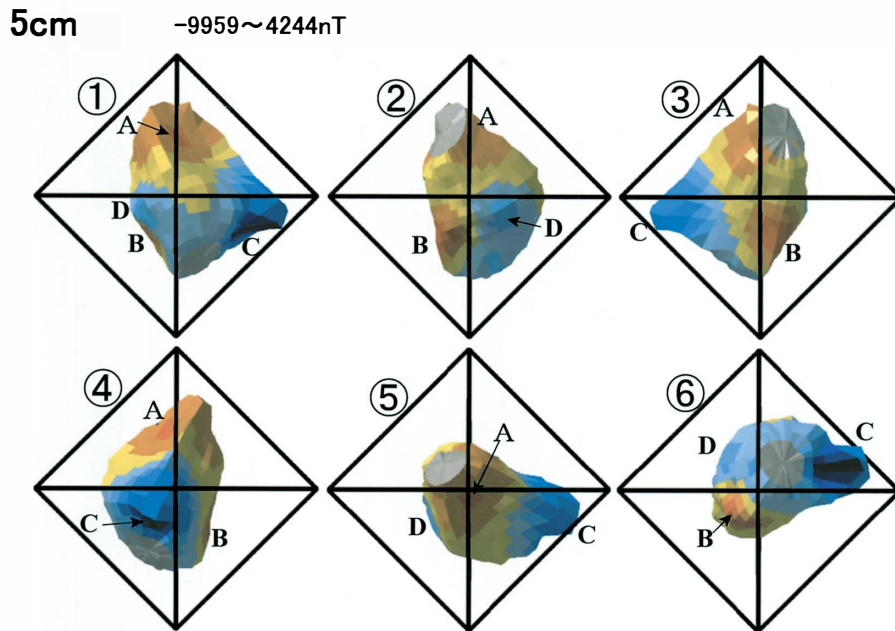 5cm
-9959～4244nT
① ② ③
A A A
D B C
B D
C B
④ ⑤ ⑥
A A C
C B D
D C B